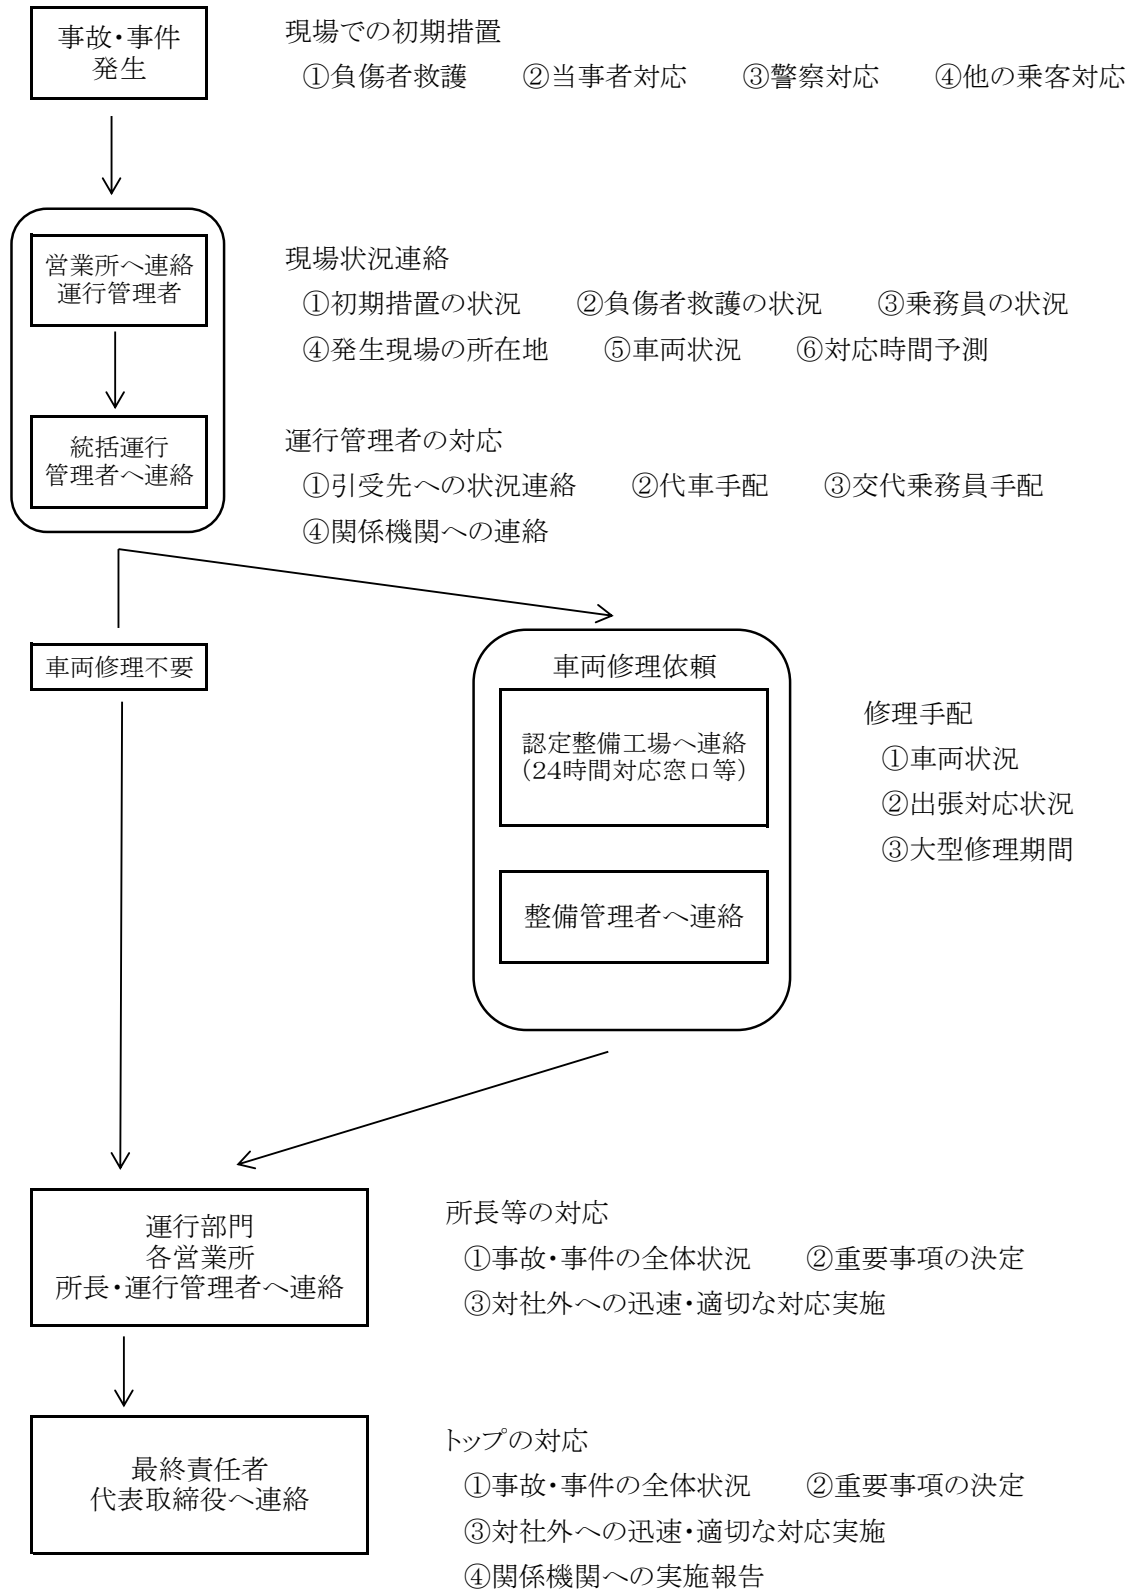 事故・事件
発生
現場での初期措置
①負傷者救護 ②当事者対応 ③警察対応 ④他の乗客対応
営業所へ連絡
運行管理者
現場状況連絡
①初期措置の状況 ②負傷者救護の状況 ③乗務員の状況
④発生現場の所在地 ⑤車両状況 ⑥対応時間予測
統括運行
管理者へ連絡
運行管理者の対応
①引受先への状況連絡 ②代車手配 ③交代乗務員手配
④関係機関への連絡
車両修理不要
車両修理依頼
認定整備工場へ連絡
(24時間対応窓口等)
整備管理者へ連絡
修理手配
①車両状況
②出張対応状況
③大型修理期間
運行部門
各営業所
所長・運行管理者へ連絡
所長等の対応
①事故・事件の全体状況 ②重要事項の決定
③対社外への迅速・適切な対応実施
最終責任者
代表取締役へ連絡
トップの対応
①事故・事件の全体状況 ②重要事項の決定
③対社外への迅速・適切な対応実施
④関係機関への実施報告